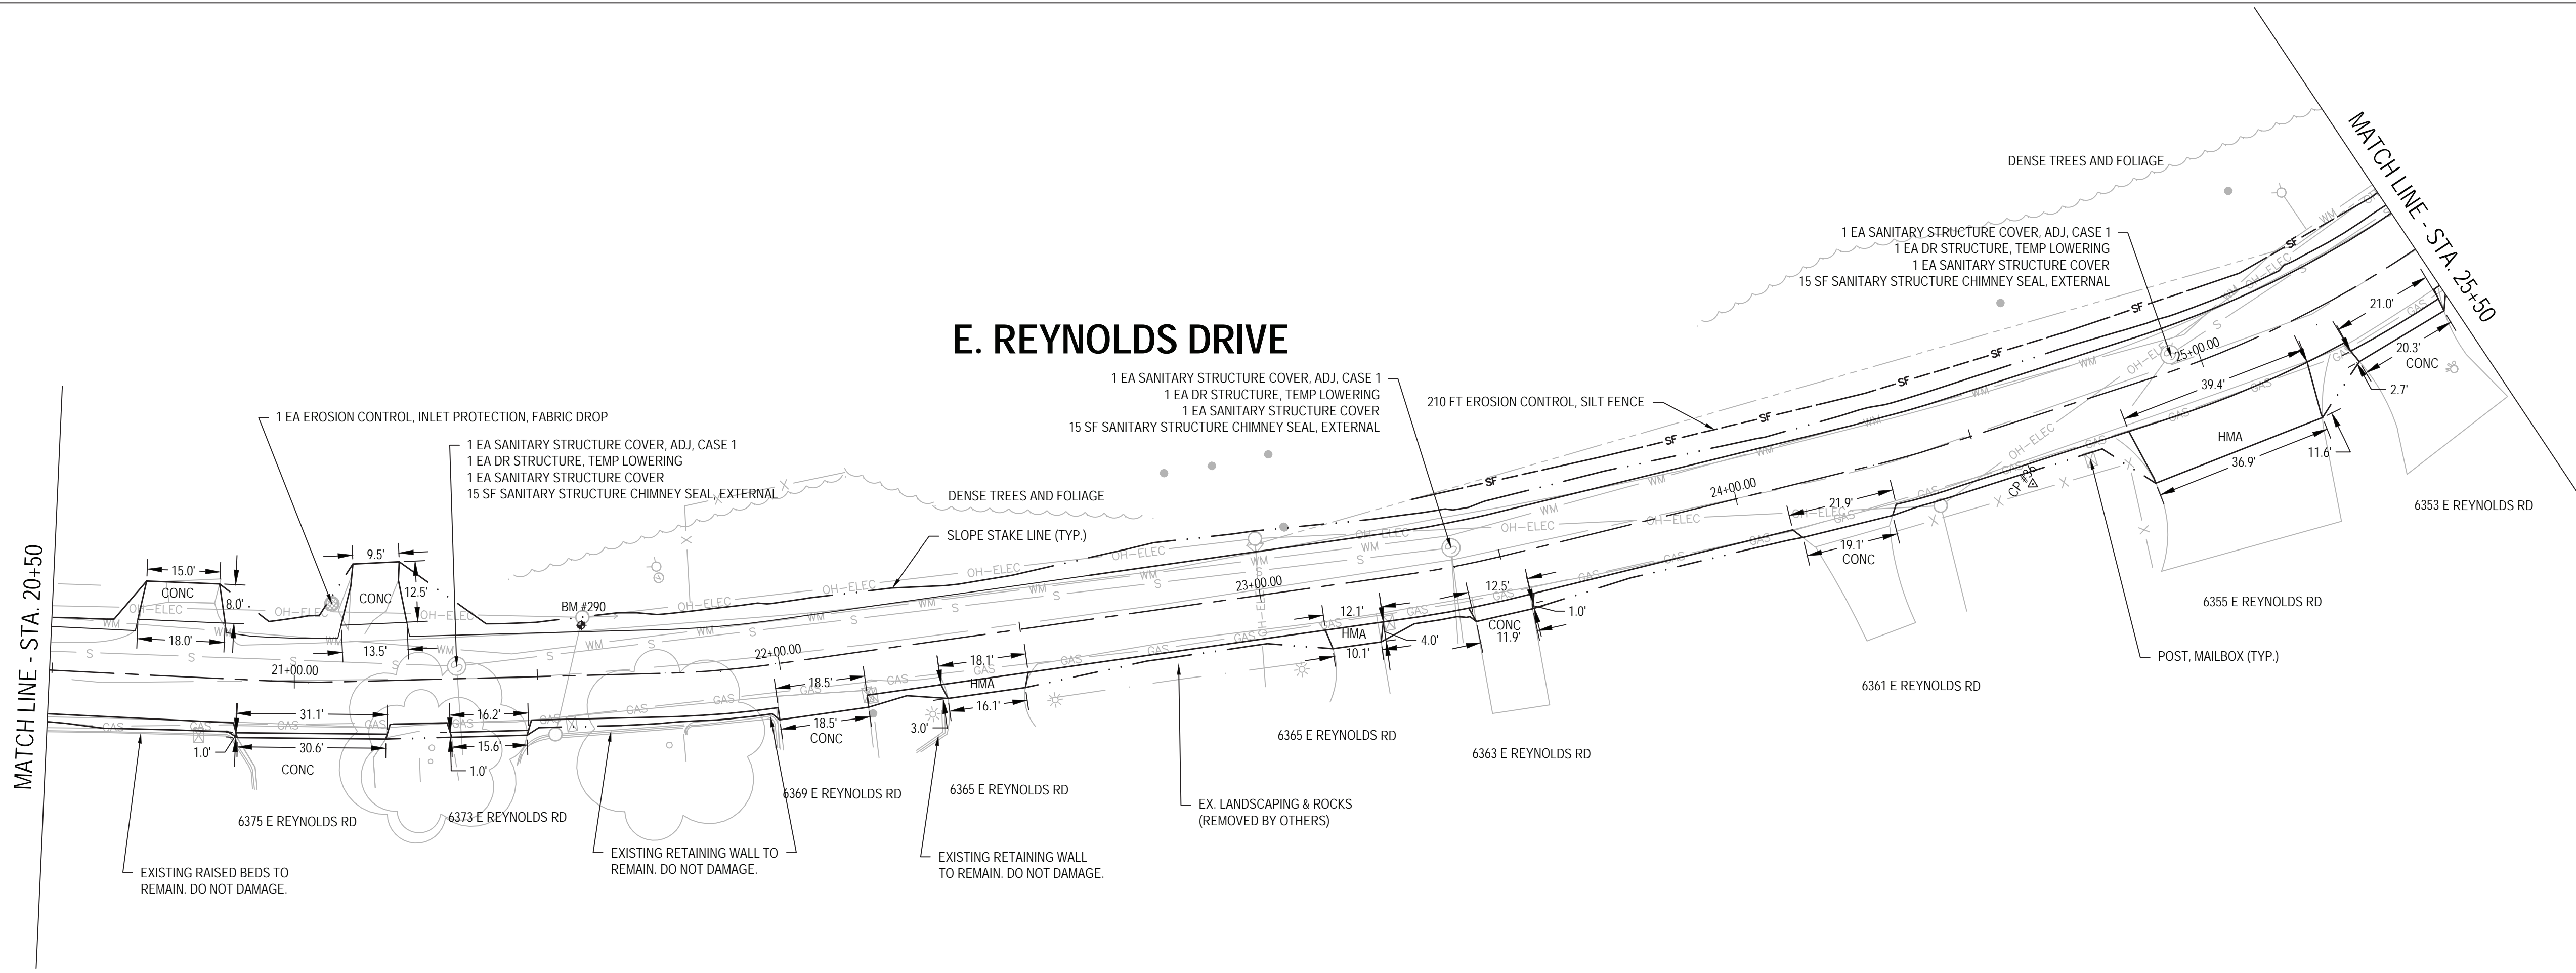 E. REYNOLDS DRIVE
MATCH LINE - STA. 20+50
MATCH LINE - STA. 25+50
1 EA EROSION CONTROL, INLET PROTECTION, FABRIC DROP
1 EA SANITARY STRUCTURE COVER, ADJ, CASE 1
1 EA DR STRUCTURE, TEMP LOWERING
1 EA SANITARY STRUCTURE COVER
15 SF SANITARY STRUCTURE CHIMNEY SEAL, EXTERNAL
1 EA SANITARY STRUCTURE COVER, ADJ, CASE 1
1 EA DR STRUCTURE, TEMP LOWERING
1 EA SANITARY STRUCTURE COVER
15 SF SANITARY STRUCTURE CHIMNEY SEAL, EXTERNAL
1 EA SANITARY STRUCTURE COVER, ADJ, CASE 1
1 EA DR STRUCTURE, TEMP LOWERING
1 EA SANITARY STRUCTURE COVER
15 SF SANITARY STRUCTURE CHIMNEY SEAL, EXTERNAL
DENSE TREES AND FOLIAGE
DENSE TREES AND FOLIAGE
SLOPE STAKE LINE (TYP.)
210 FT EROSION CONTROL, SILT FENCE
SF
SF
SF
SF
SF
SF
SF
15.0'
CONC
8.0'
18.0'
9.5'
CONC
12.5'
13.5'
BM #290
21+00.00
22+00.00
23+00.00
24+00.00
25+00.00
31.1'
1.0'
30.6'
CONC
16.2'
15.6'
1.0'
18.5'
18.5'
CONC
18.1'
HMA
16.1'
3.0'
12.1'
HMA
10.1'
4.0'
12.5'
CONC
11.9'
1.0'
21.9'
19.1'
CONC
CP #36
39.4'
HMA
36.9'
11.6'
21.0'
20.3'
CONC
2.7'
6375 E REYNOLDS RD
6373 E REYNOLDS RD
6369 E REYNOLDS RD
6365 E REYNOLDS RD
6365 E REYNOLDS RD
6363 E REYNOLDS RD
6361 E REYNOLDS RD
6355 E REYNOLDS RD
6353 E REYNOLDS RD
POST, MAILBOX (TYP.)
EX. LANDSCAPING & ROCKS
(REMOVED BY OTHERS)
EXISTING RAISED BEDS TO
REMAIN. DO NOT DAMAGE.
EXISTING RETAINING WALL TO
REMAIN. DO NOT DAMAGE.
EXISTING RETAINING WALL
TO REMAIN. DO NOT DAMAGE.
OH-ELEC
WM
S
GAS
X